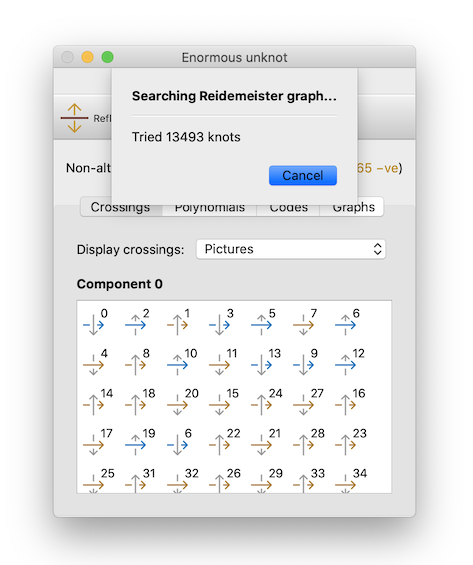 Enormous unknot
Searching Reidemeister graph...
Tried 13493 knots
Cancel
Non-alt
65 −ve)
Crossings Polynomials Codes Graphs
Display crossings: Pictures
Component 0
0 2 1 3 5 7 6
4 8 10 11 13 9 12
14 18 20 15 24 27 16
17 19 6 22 21 28 23
25 31 32 26 29 33 34